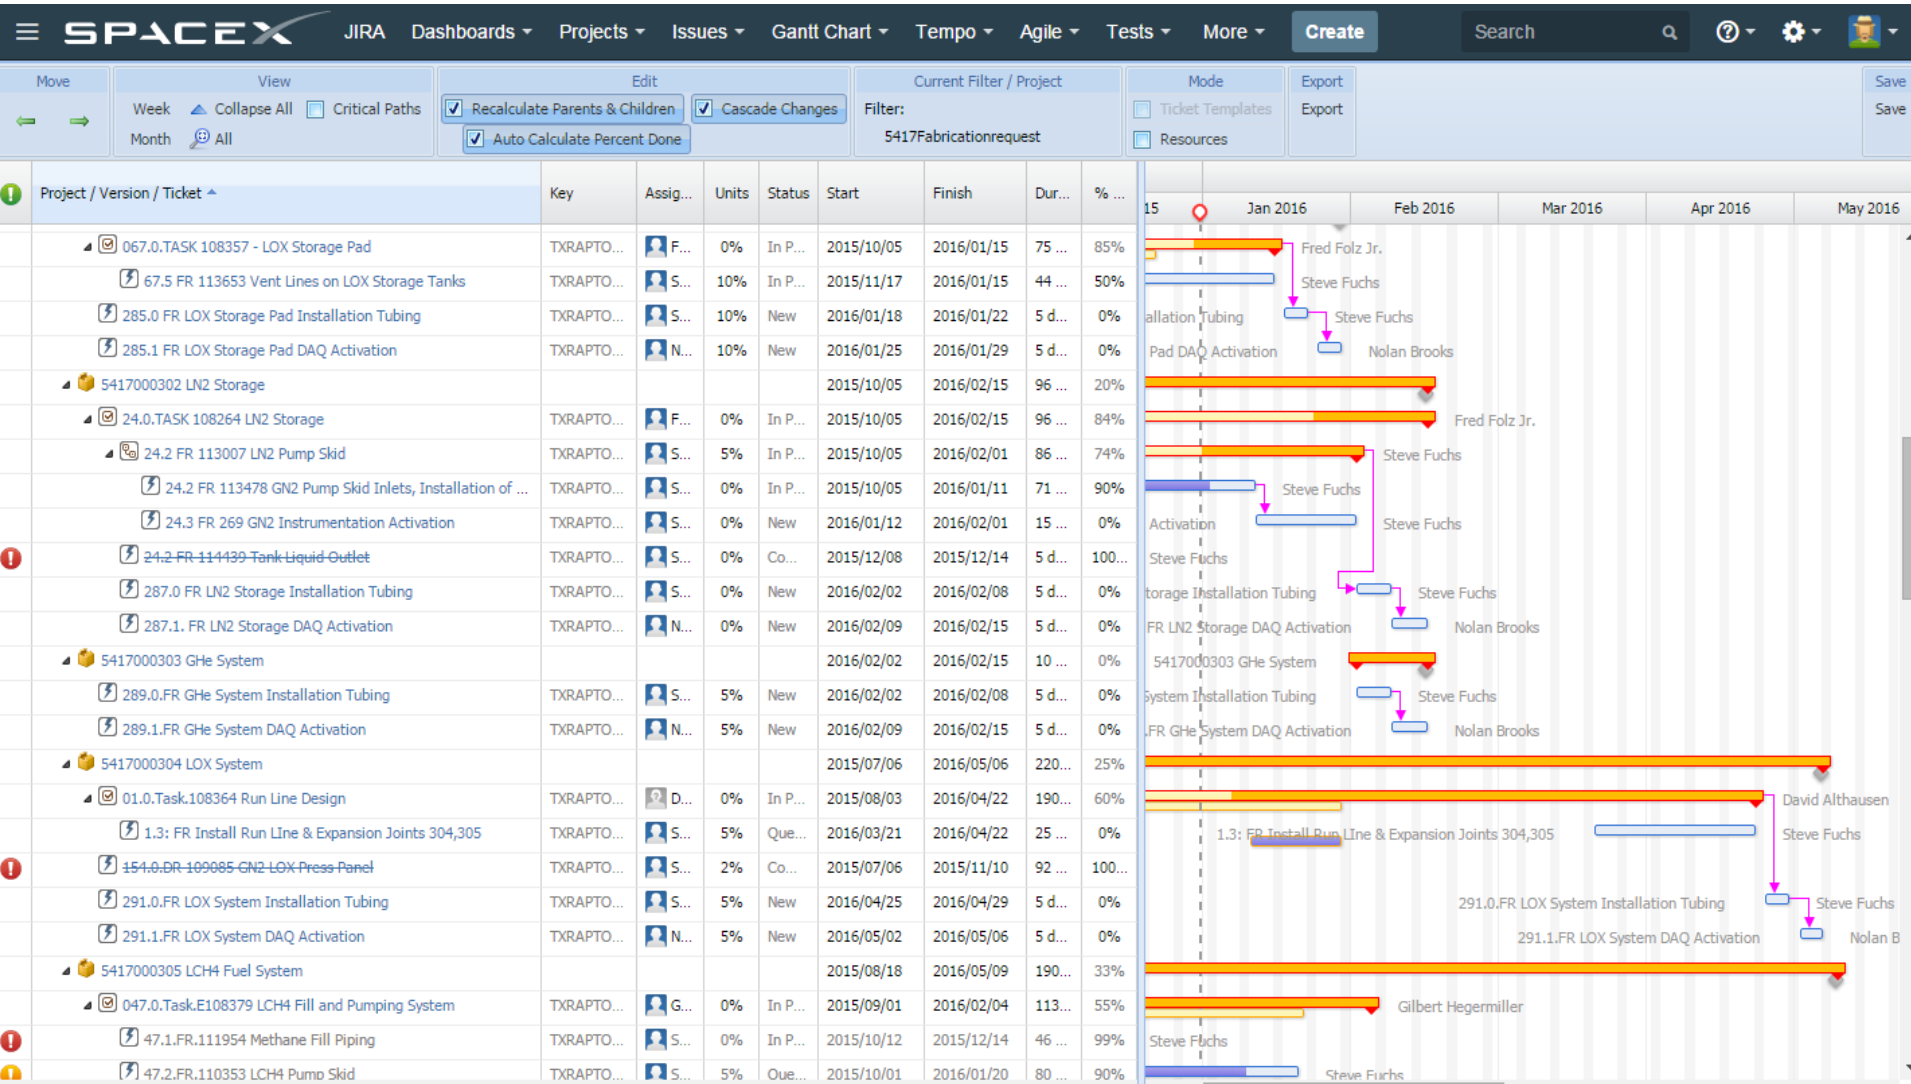 SPACEX JIRA Dashboards Projects Issues Gantt Chart Tempo Agile Tests More Create Search
Move View Edit Current Filter / Project Mode Export Save
Week Collapse All Critical Paths Recalculate Parents & Children Cascade Changes Filter: Ticket Templates Export Save
Month All Auto Calculate Percent Done 5417Fabricationrequest Resources
Project / Version / Ticket Key Assig... Units Status Start Finish Dur... % ...
15 Jan 2016 Feb 2016 Mar 2016 Apr 2016 May 2016
067.0.TASK 108357 - LOX Storage Pad TXRAPTO... F... 0% In P... 2015/10/05 2016/01/15 75 ... 85% Fred Folz Jr.
67.5 FR 113653 Vent Lines on LOX Storage Tanks TXRAPTO... S... 10% In P... 2015/11/17 2016/01/15 44 ... 50% Steve Fuchs
285.0 FR LOX Storage Pad Installation Tubing TXRAPTO... S... 10% New 2016/01/18 2016/01/22 5 d... 0% allation Tubing Steve Fuchs
285.1 FR LOX Storage Pad DAQ Activation TXRAPTO... N... 10% New 2016/01/25 2016/01/29 5 d... 0% Pad DAQ Activation Nolan Brooks
5417000302 LN2 Storage 2015/10/05 2016/02/15 96 ... 20%
24.0.TASK 108264 LN2 Storage TXRAPTO... F... 0% In P... 2015/10/05 2016/02/15 96 ... 84% Fred Folz Jr.
24.2 FR 113007 LN2 Pump Skid TXRAPTO... S... 5% In P... 2015/10/05 2016/02/01 86 ... 74% Steve Fuchs
24.2 FR 113478 GN2 Pump Skid Inlets, Installation of ... TXRAPTO... S... 0% In P... 2015/10/05 2016/01/11 71 ... 90% Steve Fuchs
24.3 FR 269 GN2 Instrumentation Activation TXRAPTO... S... 0% New 2016/01/12 2016/02/01 15 ... 0% Activation Steve Fuchs
24.2 FR 114439 Tank Liquid Outlet TXRAPTO... S... 0% Co... 2015/12/08 2015/12/14 5 d... 100... Steve Fuchs
287.0 FR LN2 Storage Installation Tubing TXRAPTO... S... 0% New 2016/02/02 2016/02/08 5 d... 0% torage Installation Tubing Steve Fuchs
287.1. FR LN2 Storage DAQ Activation TXRAPTO... N... 0% New 2016/02/09 2016/02/15 5 d... 0% FR LN2 Storage DAQ Activation Nolan Brooks
5417000303 GHe System 2016/02/02 2016/02/15 10 ... 0% 5417000303 GHe System
289.0.FR GHe System Installation Tubing TXRAPTO... S... 5% New 2016/02/02 2016/02/08 5 d... 0% System Installation Tubing Steve Fuchs
289.1.FR GHe System DAQ Activation TXRAPTO... N... 5% New 2016/02/09 2016/02/15 5 d... 0% .FR GHe System DAQ Activation Nolan Brooks
5417000304 LOX System 2015/07/06 2016/05/06 220... 25%
01.0.Task.108364 Run Line Design TXRAPTO... D... 0% In P... 2015/08/03 2016/04/22 190... 60% David Althausen
1.3: FR Install Run LIne & Expansion Joints 304,305 TXRAPTO... S... 5% Que... 2016/03/21 2016/04/22 25 ... 0% 1.3: FR Install Run LIne & Expansion Joints 304,305 Steve Fuchs
154.0.DR 109085 GN2 LOX Press Panel TXRAPTO... S... 2% Co... 2015/07/06 2015/11/10 92 ... 100...
291.0.FR LOX System Installation Tubing TXRAPTO... S... 5% New 2016/04/25 2016/04/29 5 d... 0% 291.0.FR LOX System Installation Tubing Steve Fuchs
291.1.FR LOX System DAQ Activation TXRAPTO... N... 5% New 2016/05/02 2016/05/06 5 d... 0% 291.1.FR LOX System DAQ Activation Nolan B
5417000305 LCH4 Fuel System 2015/08/18 2016/05/09 190... 33%
047.0.Task.E108379 LCH4 Fill and Pumping System TXRAPTO... G... 0% In P... 2015/09/01 2016/02/04 113... 55% Gilbert Hegermiller
47.1.FR.111954 Methane Fill Piping TXRAPTO... S... 0% In P... 2015/10/12 2015/12/14 46 ... 99% Steve Fuchs
47.2.FR.110353 LCH4 Pump Skid TXRAPTO... S... 5% Que... 2015/10/01 2016/01/20 80 ... 90% Steve Fuchs